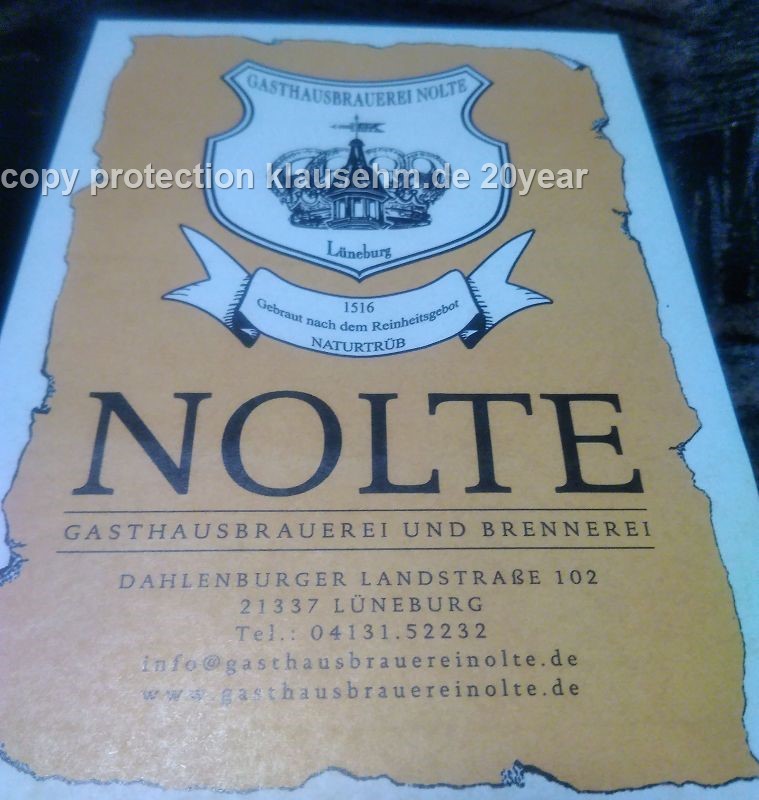 GASTHAUSBRAUEREI NOLTE
copy protection klausehm.de 20year
Lüneburg
1516
Gebraut nach dem Reinheitsgebot
NATURTRÜB
NOLTE
GASTHAUSBRAUEREI UND BRENNEREI
DAHLENBURGER LANDSTRAßE 102
21337 LÜNEBURG
Tel.: 04131.52232
info@gasthausbrauereinolte.de
www.gasthausbrauereinolte.de